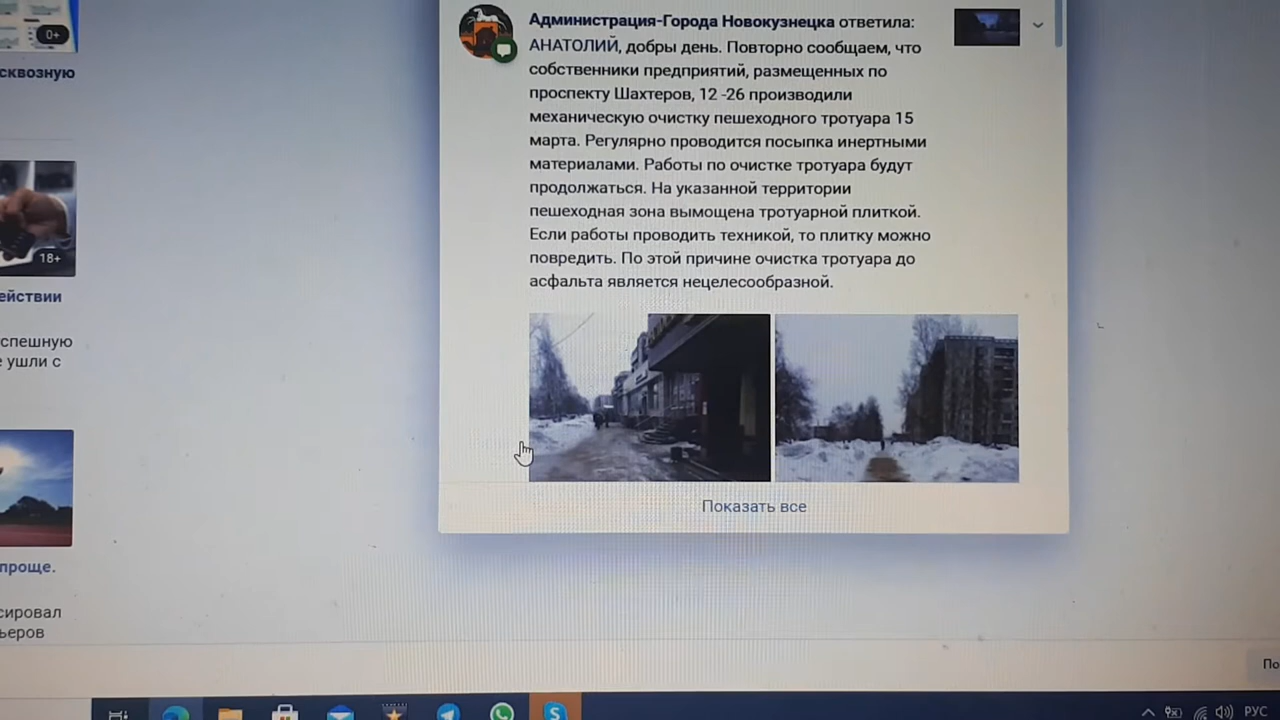 0+
сквозную
18+
ействии
спешную
е ушли с
проще.
сировал
ьеров
Администрация-Города Новокузнецка ответила:
АНАТОЛИЙ, добры день. Повторно сообщаем, что
собственники предприятий, размещенных по
проспекту Шахтеров, 12 -26 производили
механическую очистку пешеходного тротуара 15
марта. Регулярно проводится посыпка инертными
материалами. Работы по очистке тротуара будут
продолжаться. На указанной территории
пешеходная зона вымощена тротуарной плиткой.
Если работы проводить техникой, то плитку можно
повредить. По этой причине очистка тротуара до
асфальта является нецелесообразной.
Показать все
По
РУС